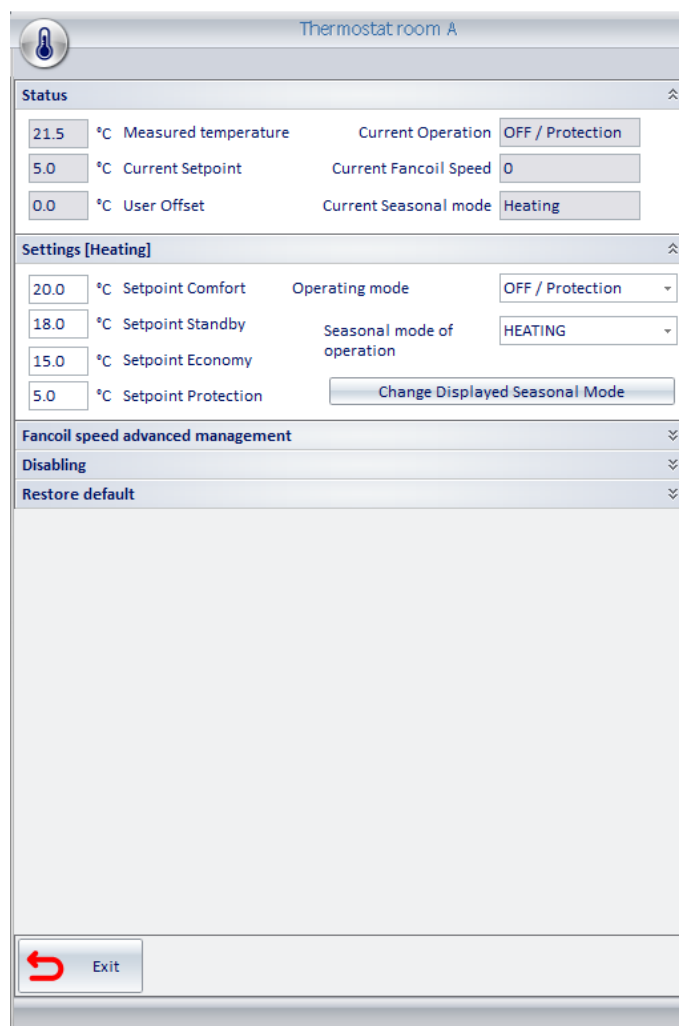 Thermostat room A
Status
21.5 °C Measured temperature Current Operation OFF / Protection
5.0 °C Current Setpoint Current Fancoil Speed 0
0.0 °C User Offset Current Seasonal mode Heating
Settings [Heating]
20.0 °C Setpoint Comfort Operating mode OFF / Protection
18.0 °C Setpoint Standby Seasonal mode of operation HEATING
15.0 °C Setpoint Economy
5.0 °C Setpoint Protection Change Displayed Seasonal Mode
Fancoil speed advanced management
Disabling
Restore default
Exit